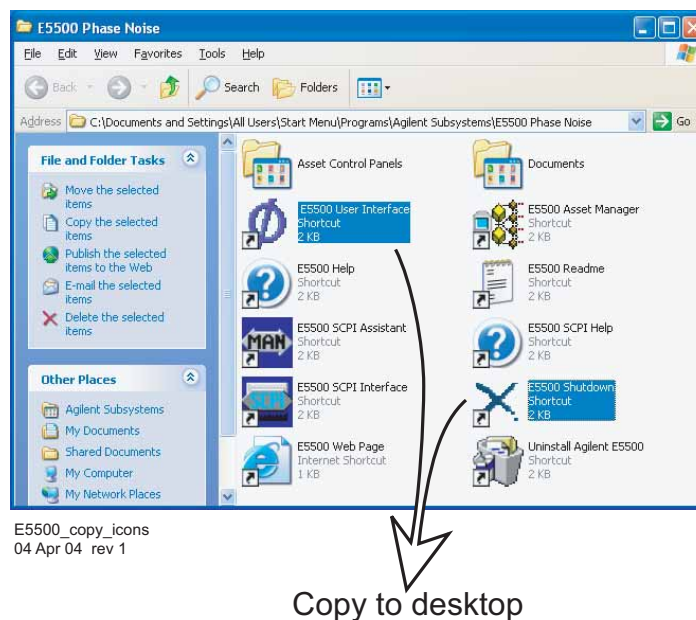 E5500 Phase Noise
File Edit View Favorites Tools Help
Back Search Folders
Address C:\Documents and Settings\All Users\Start Menu\Programs\Agilent Subsystems\E5500 Phase Noise Go
File and Folder Tasks
Move the selected
items
Copy the selected
items
Publish the selected
items to the Web
E-mail the selected
items
Delete the selected
items
Other Places
Agilent Subsystems
My Documents
Shared Documents
My Computer
My Network Places
Asset Control Panels
Documents
E5500 User Interface
Shortcut
2 KB
E5500 Asset Manager
Shortcut
2 KB
E5500 Help
Shortcut
2 KB
E5500 Readme
Shortcut
2 KB
MAN
E5500 SCPI Assistant
Shortcut
2 KB
E5500 SCPI Help
Shortcut
2 KB
SCPI
E5500 SCPI Interface
Shortcut
2 KB
E5500 Shutdown
Shortcut
2 KB
E5500 Web Page
Internet Shortcut
1 KB
Uninstall Agilent E5500
Shortcut
2 KB
E5500_copy_icons
04 Apr 04 rev 1
Copy to desktop